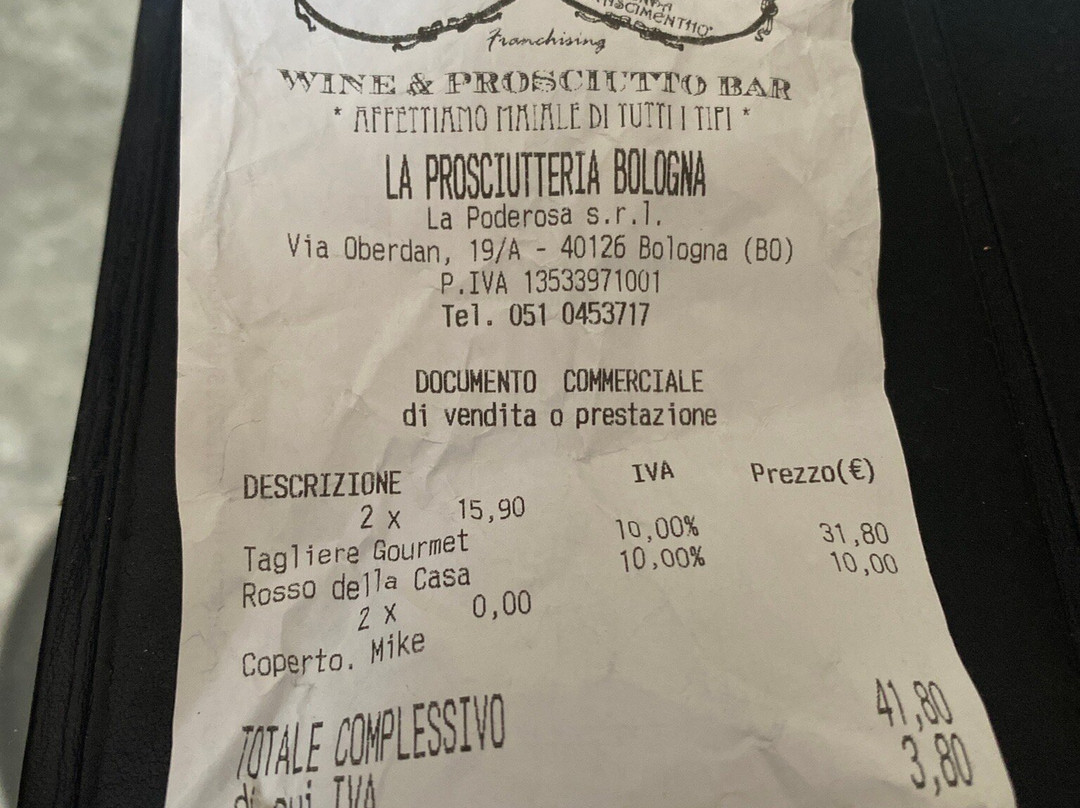 Franchising
WINE & PROSCIUTTO BAR
* AFFETTIAMO MAIALE DI TUTTI I TIPI *
LA PROSCIUTTERIA BOLOGNA
La Poderosa s.r.l.
Via Oberdan, 19/A - 40126 Bologna (BO)
P.IVA 13533971001
Tel. 051 0453717
DOCUMENTO COMMERCIALE
di vendita o prestazione
DESCRIZIONE IVA Prezzo(€)
2 x 15,90
Tagliere Gourmet 10,00% 31,80
Rosso della Casa 10,00% 10,00
2 x 0,00
Coperto. Mike
TOTALE COMPLESSIVO 41,80
di cui IVA 3,80